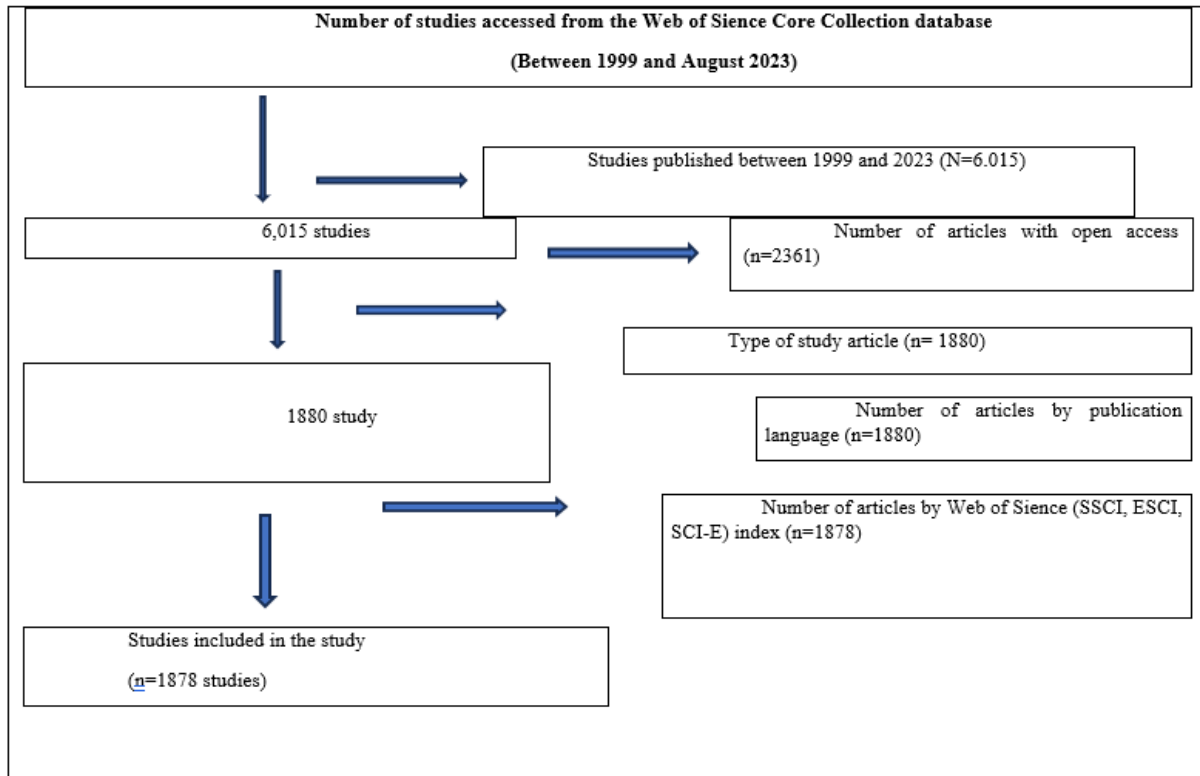 Number of studies accessed from the Web of Sience Core Collection database
(Between 1999 and August 2023)
Studies published between 1999 and 2023 (N=6.015)
6,015 studies
Number of articles with open access
(n=2361)
Type of study article (n= 1880)
1880 study
Number of articles by publication
language (n=1880)
Number of articles by Web of Sience (SSCI, ESCI,
SCI-E) index (n=1878)
Studies included in the study
(n=1878 studies)